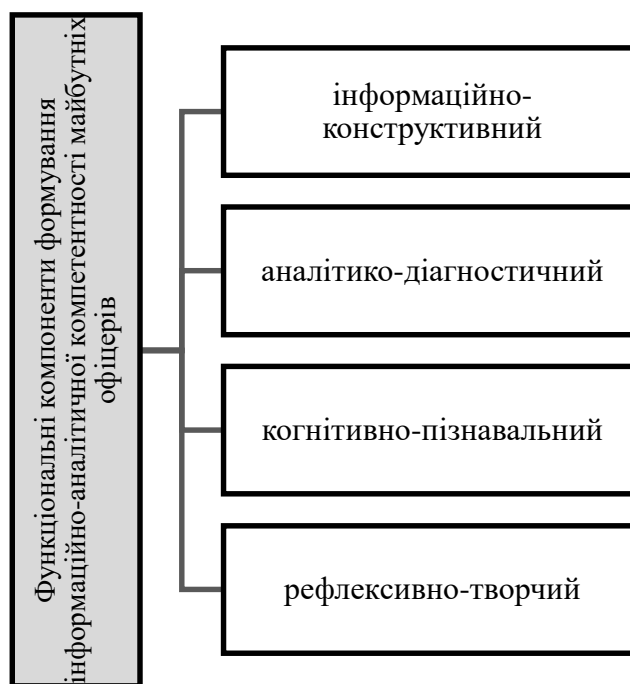 Функціональні компоненти формування
інформаційно-аналітичної компетентності майбутніх
офіцерів
інформаційно-
конструктивний
аналітико-діагностичний
когнітивно-пізнавальний
рефлексивно-творчий